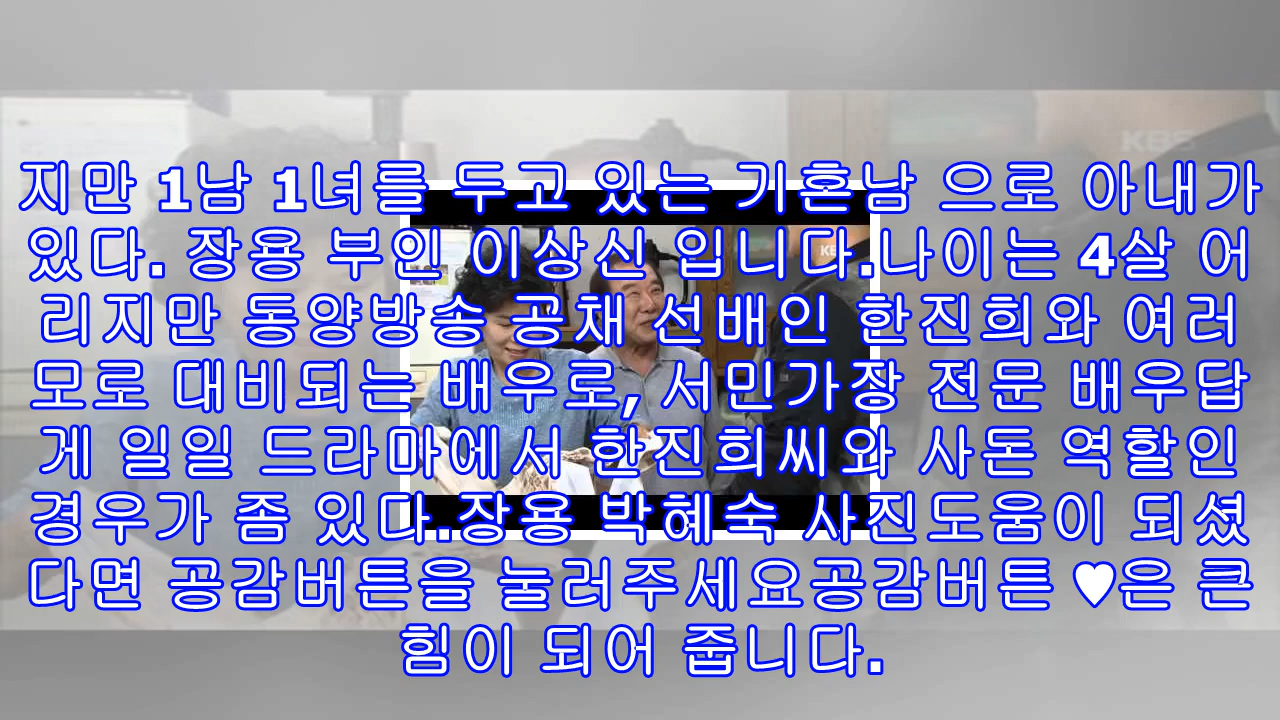 지만 1남 1녀를 두고 있는 기혼남 으로 아내가
있다. 장용 부인 이상신 입니다.나이는 4살 어
리지만 동양방송 공채 선배인 한진희와 여러
모로 대비되는 배우로, 서민가장 전문 배우답
게 일일 드라마에서 한진희씨와 사돈 역할인
경우가 좀 있다.장용 박혜숙 사진도움이 되셨
다면 공감버튼을 눌러주세요공감버튼 ♥은 큰
힘이 되어 줍니다.
KBS